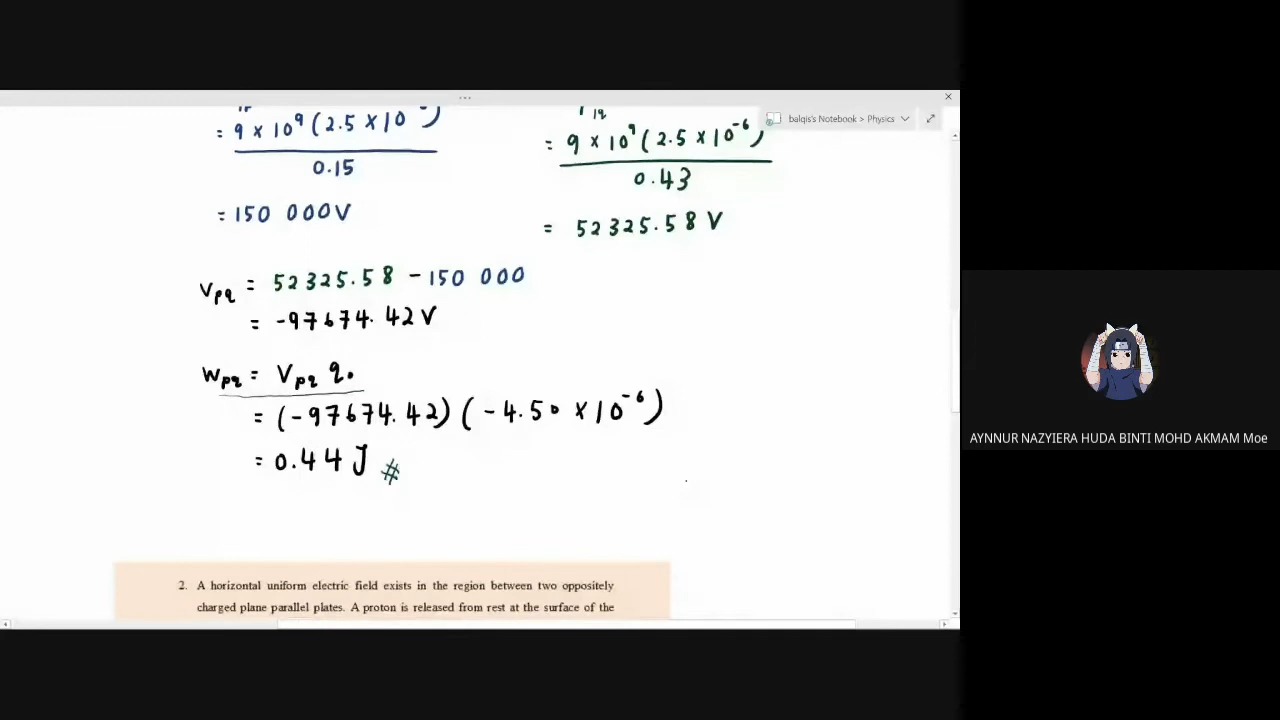 = 9 × 10⁹ (2.5 × 10
0.15
= 150 000V
= 9 × 10⁹ (2.5 × 10⁻⁶)
0.43
= 52325.58 V
balqis's Notebook > Physics
Vpq = 52325.58 - 150 000
= -97674.42V
Wpq = Vpq q₀
= (-97674.42) (-4.50 × 10⁻⁶)
= 0.44 J #
2. A horizontal uniform electric field exists in the region between two oppositely
charged plane parallel plates. A proton is released from rest at the surface of the
AYNNUR NAZYIERA HUDA BINTI MOHD AKMAM Moe